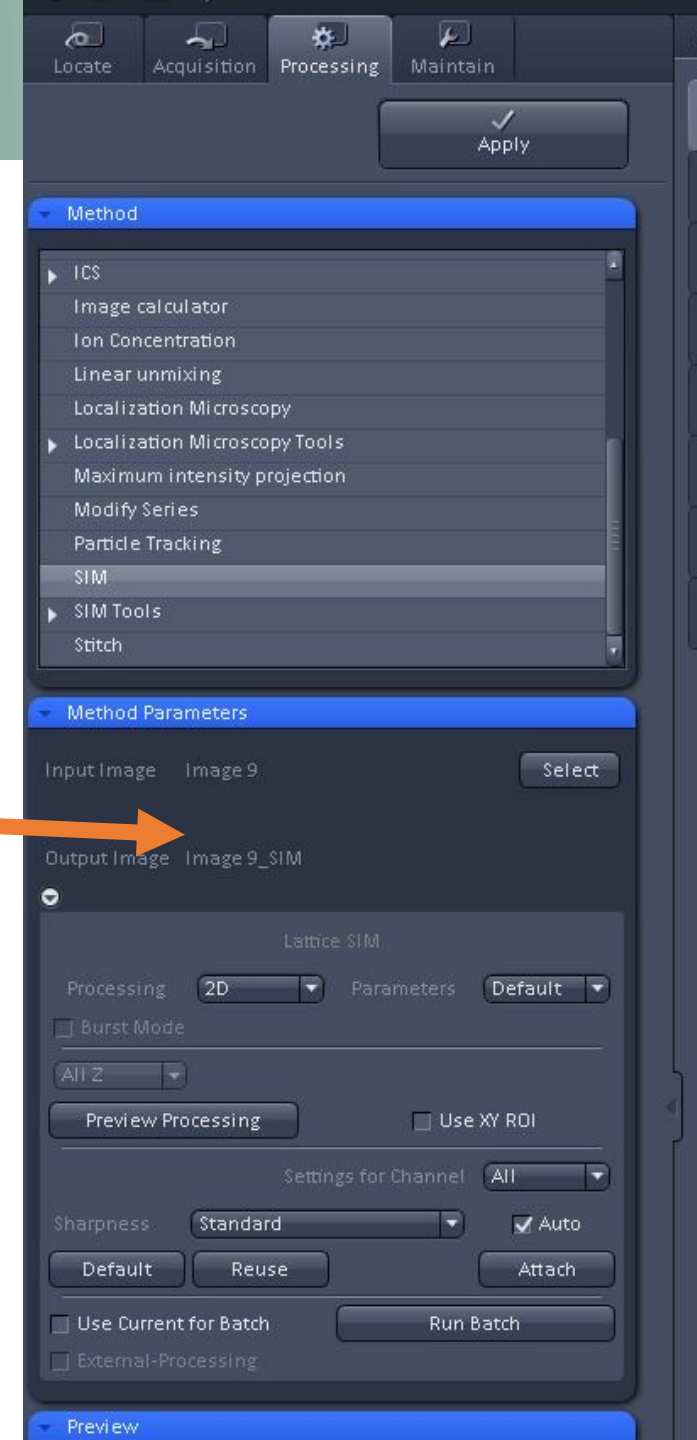 Locate Acquisition Processing Maintain
Apply
Method
ICS
Image calculator
Ion Concentration
Linear unmixing
Localization Microscopy
Localization Microscopy Tools
Maximum intensity projection
Modify Series
Particle Tracking
SIM
SIM Tools
Stitch
Method Parameters
Input Image Image 9 Select
Output Image Image 9_SIM
Lattice SIM
Processing 2D Parameters Default
Burst Mode
All Z
Preview Processing Use XY ROI
Settings for Channel All
Sharpness Standard Auto
Default Reuse Attach
Use Current for Batch Run Batch
External-Processing
Preview